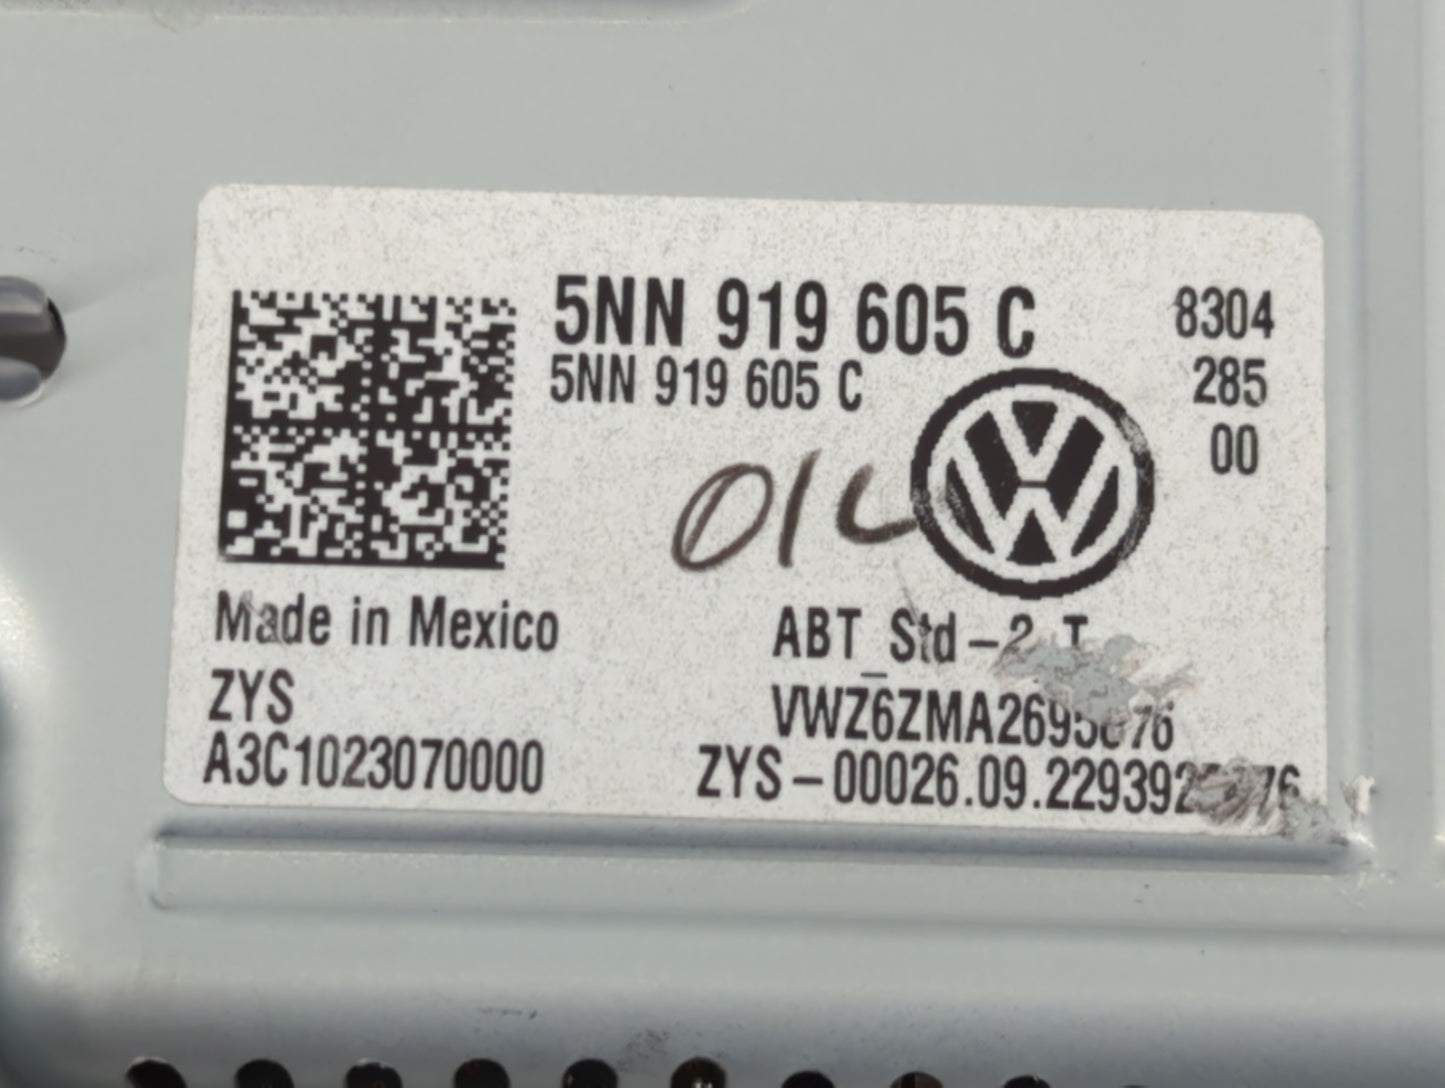 5NN 919 605 C
8304
5NN 919 605 C
285
00
Made in Mexico
ABT_Std-2 T
ZYS
A3C1023070000